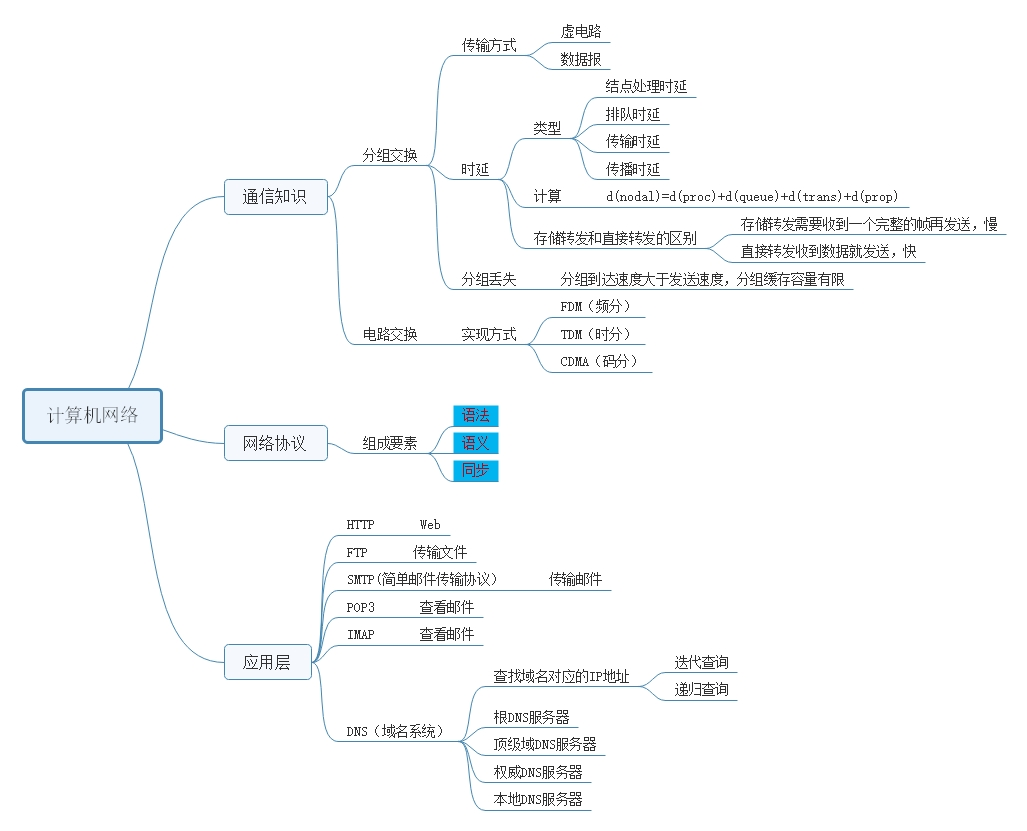 计算机网络
通信知识
分组交换
传输方式
虚电路
数据报
时延
类型
结点处理时延
排队时延
传输时延
传播时延
计算
d(nodal)=d(proc)+d(queue)+d(trans)+d(prop)
存储转发和直接转发的区别
存储转发需要收到一个完整的帧再发送，慢
直接转发收到数据就发送，快
分组丢失
分组到达速度大于发送速度，分组缓存容量有限
电路交换
实现方式
FDM（频分）
TDM（时分）
CDMA（码分）
网络协议
组成要素
语法
语义
同步
应用层
HTTP
Web
FTP
传输文件
SMTP(简单邮件传输协议）
传输邮件
POP3
查看邮件
IMAP
查看邮件
DNS（域名系统）
查找域名对应的IP地址
迭代查询
递归查询
根DNS服务器
顶级域DNS服务器
权威DNS服务器
本地DNS服务器